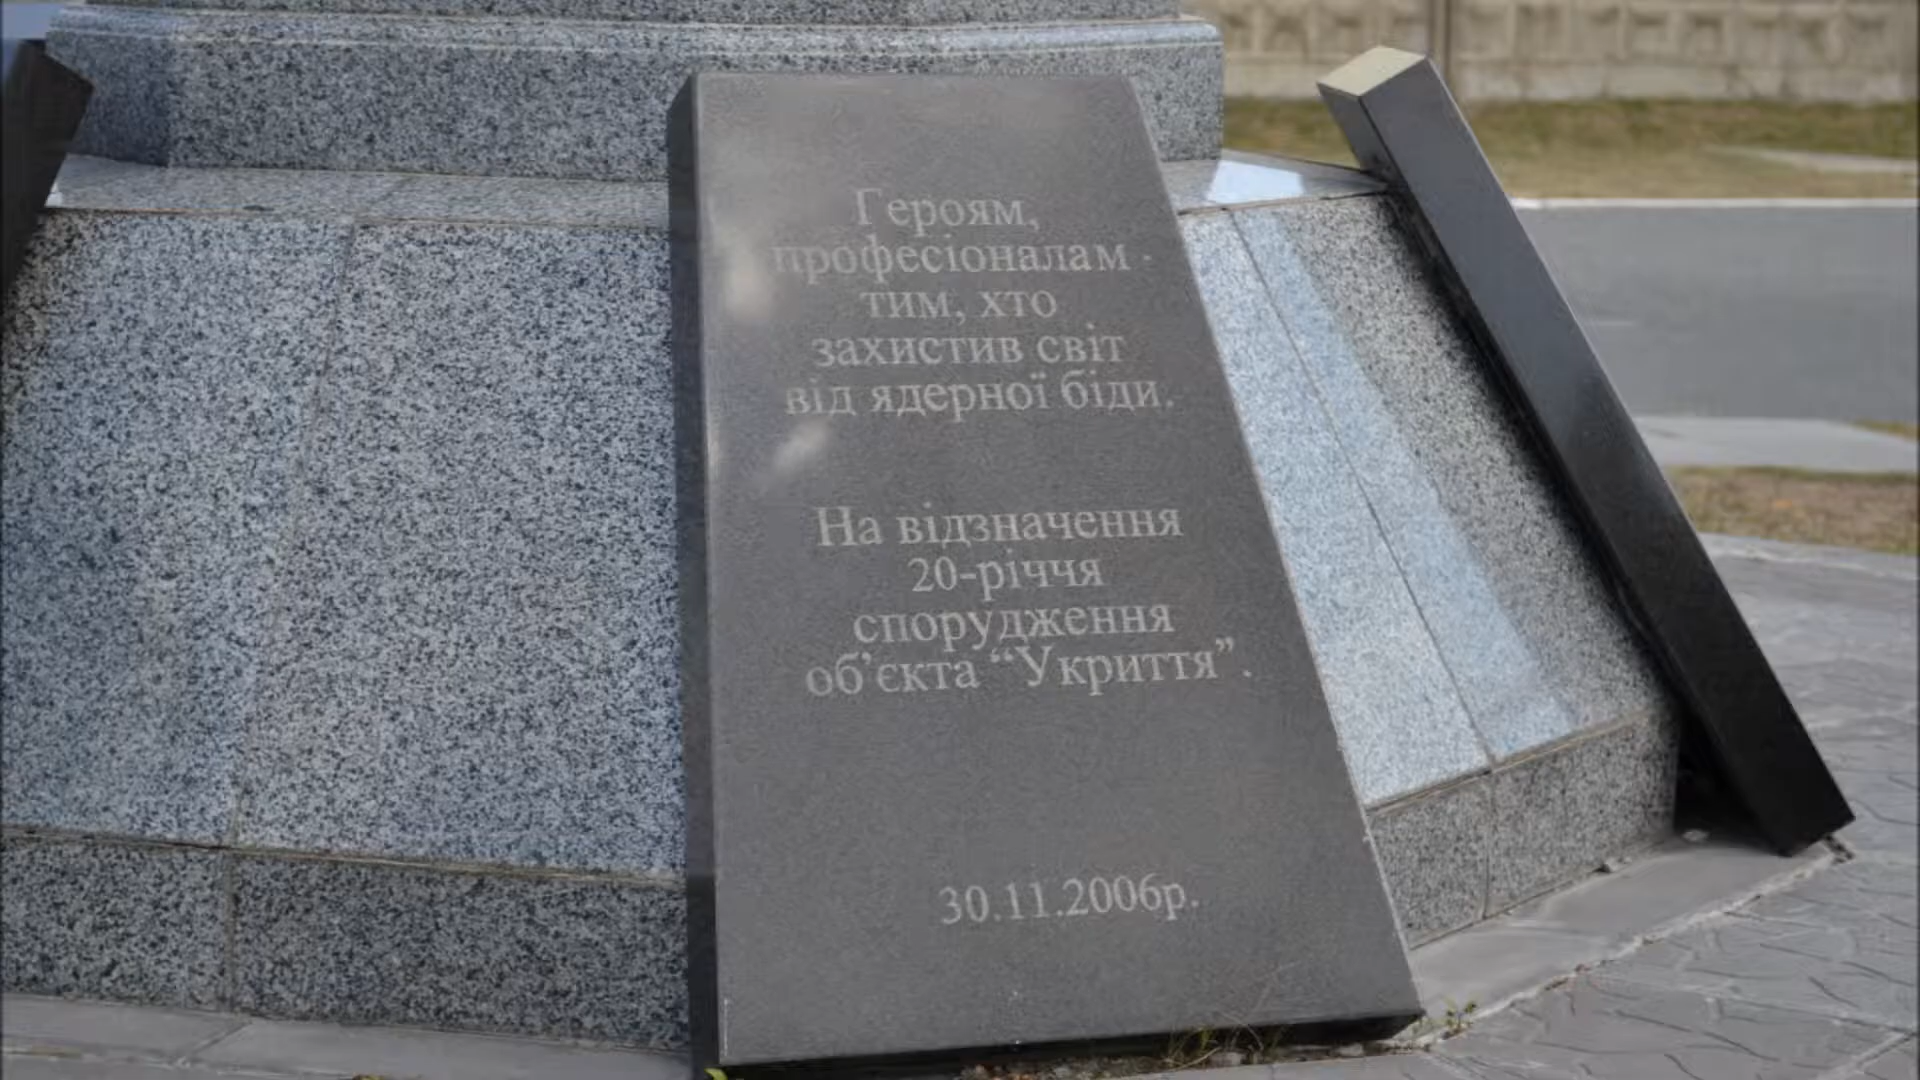 Героям,
професіоналам -
тим, хто
захистив світ
від ядерної біди.
На відзначення
20-річчя
спорудження
об’єкта “Укриття”.
30.11.2006р.